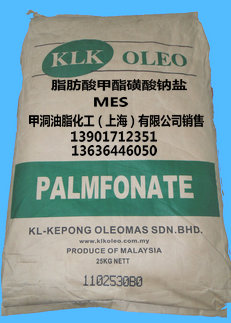 KLK OLEO
脂肪酸甲酯磺酸钠盐
MES
甲洞油脂化工（上海）有限公司销售
13901712351
13636446050
PALMFONATE
KL-KEPONG OLEOMAS SDN.BHD.
www.klkoleo.com.my
PRODUCE OF MALAYSIA
25KG NETT
1102530B0